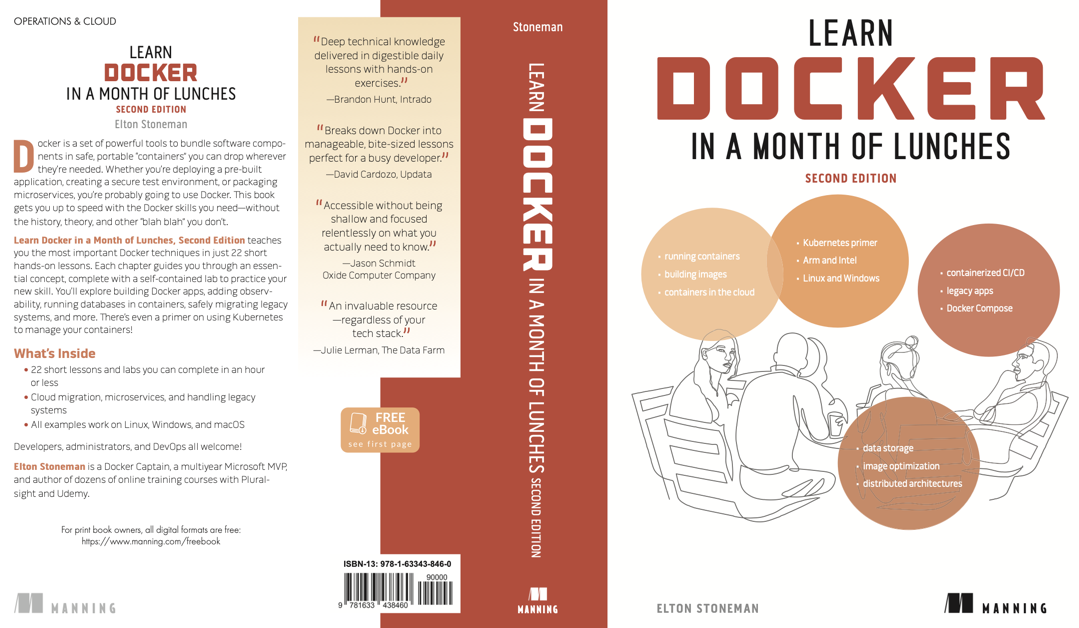 OPERATIONS & CLOUD
LEARN
DOCKER
IN A MONTH OF LUNCHES
SECOND EDITION
Elton Stoneman
Docker is a set of powerful tools to bundle software compo-
nents in safe, portable "containers" you can drop wherever
they're needed. Whether you're deploying a pre-built
application, creating a secure test environment, or packaging
microservices, you're probably going to use Docker. This book
gets you up to speed with the Docker skills you need—without
the history, theory, and other "blah blah" you don't.
Learn Docker in a Month of Lunches, Second Edition teaches
you the most important Docker techniques in just 22 short
hands-on lessons. Each chapter guides you through an essen-
tial concept, complete with a self-contained lab to practice your
new skill. You'll explore building Docker apps, adding observ-
ability, running databases in containers, safely migrating legacy
systems, and more. There's even a primer on using Kubernetes
to manage your containers!
What's Inside
• 22 short lessons and labs you can complete in an hour
or less
• Cloud migration, microservices, and handling legacy
systems
• All examples work on Linux, Windows, and macOS
Developers, administrators, and DevOps all welcome!
Elton Stoneman is a Docker Captain, a multiyear Microsoft MVP,
and author of dozens of online training courses with Plural-
sight and Udemy.
For print book owners, all digital formats are free:
https://www.manning.com/freebook
MANNING
"Deep technical knowledge
delivered in digestible daily
lessons with hands-on
exercises."
—Brandon Hunt, Intrado
"Breaks down Docker into
manageable, bite-sized lessons
perfect for a busy developer."
—David Cardozo, Updata
"Accessible without being
shallow and focused
relentlessly on what you
actually need to know."
—Jason Schmidt
Oxide Computer Company
"An invaluable resource
—regardless of your
tech stack."
—Julie Lerman, The Data Farm
FREE
eBook
see first page
ISBN-13: 978-1-63343-846-0
90000
9 781633 438460
Stoneman
LEARN DOCKER IN A MONTH OF LUNCHES SECOND EDITION
MANNING
LEARN
DOCKER
IN A MONTH OF LUNCHES
SECOND EDITION
• running containers
• building images
• containers in the cloud
• Kubernetes primer
• Arm and Intel
• Linux and Windows
• containerized CI/CD
• legacy apps
• Docker Compose
• data storage
• image optimization
• distributed architectures
ELTON STONEMAN
MANNING